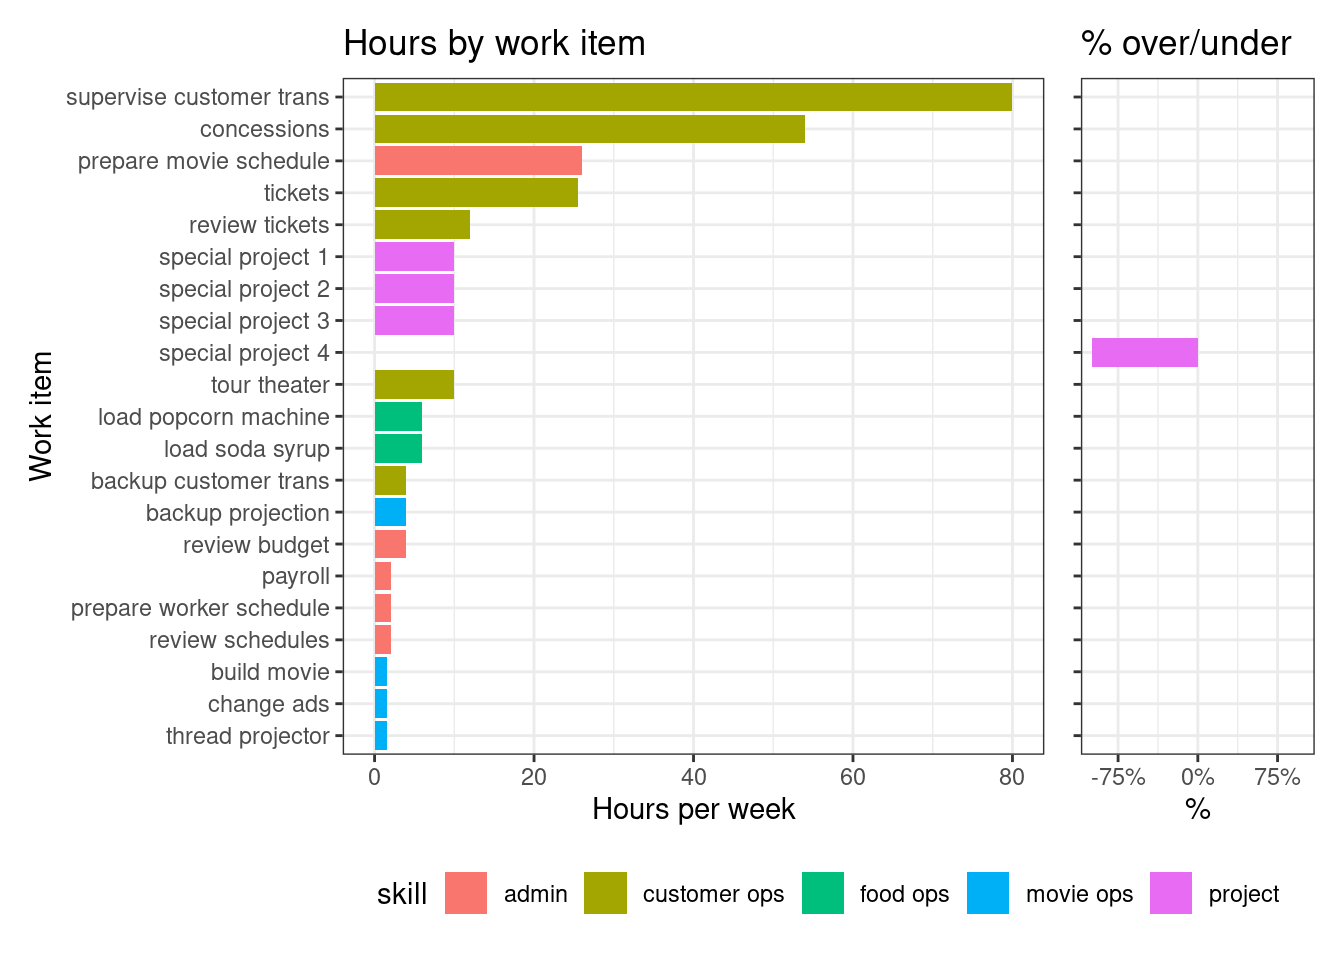 Hours by work item
% over/under
Work item
supervise customer trans
concessions
prepare movie schedule
tickets
review tickets
special project 1
special project 2
special project 3
special project 4
tour theater
load popcorn machine
load soda syrup
backup customer trans
backup projection
review budget
payroll
prepare worker schedule
review schedules
build movie
change ads
thread projector
0 20 40 60 80
-75% 0% 75%
Hours per week
%
skill admin customer ops food ops movie ops project